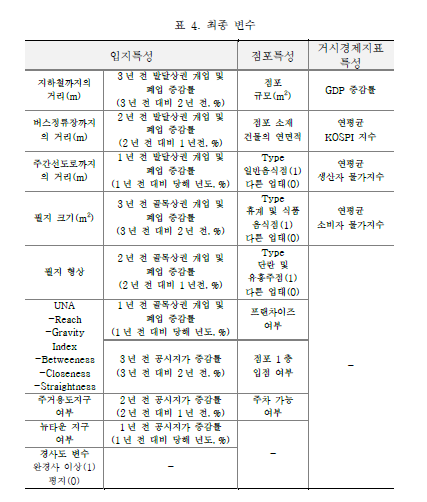 표 4. 최종 변수
입지특성
점포특성
거시경제지표
특성
지하철까지의
거리(m)
3년 전 발달상권 개업 및
폐업 증감률
(3년 전 대비 2년 전, %)
점포
규모(m²)
GDP 증감률
버스정류장까지
의 거리(m)
2년 전 발달상권 개업 및
폐업 증감률
(2년 전 대비 1년전, %)
점포 소재
건물의 연면적
연평균
KOSPI 지수
주간선도로까지
의 거리(m)
1년 전 발달상권 개업 및
폐업 증감률
(1년 전 대비 당해 년도, %)
Type
일반음식점(1)
다른 업태(0)
연평균
생산자 물가지수
필지 크기(m²)
3년 전 골목상권 개업 및
폐업 증감률
(3년 전 대비 2년 전, %)
Type
휴게 및 식품
음식점(1)
다른 업태(0)
연평균
소비자 물가지수
필지 형상
2년 전 골목상권 개업 및
폐업 증감률
(2년 전 대비 1년전, %)
Type
단란 및
유흥주점(1)
다른 업태(0)
–
UNA
-Reach
-Gravity
Index
-Betweeness
-Closeness
-Straightness
1년 전 골목상권 개업 및
폐업 증감률
(1년 전 대비 당해 년도, %)
프랜차이즈
여부
3년 전 공시지가 증감률
(3년 전 대비 2년 전, %)
점포 1층
입점 여부
주거용도지구
여부
2년 전 공시지가 증감률
(2년 전 대비 1년 전, %)
주차 가능
여부
뉴타운 지구
여부
1년 전 공시지가 증감률
(1년 전 대비 당해 년도, %)
–
경사도 변수
완경사 이상(1)
평지(0)
–